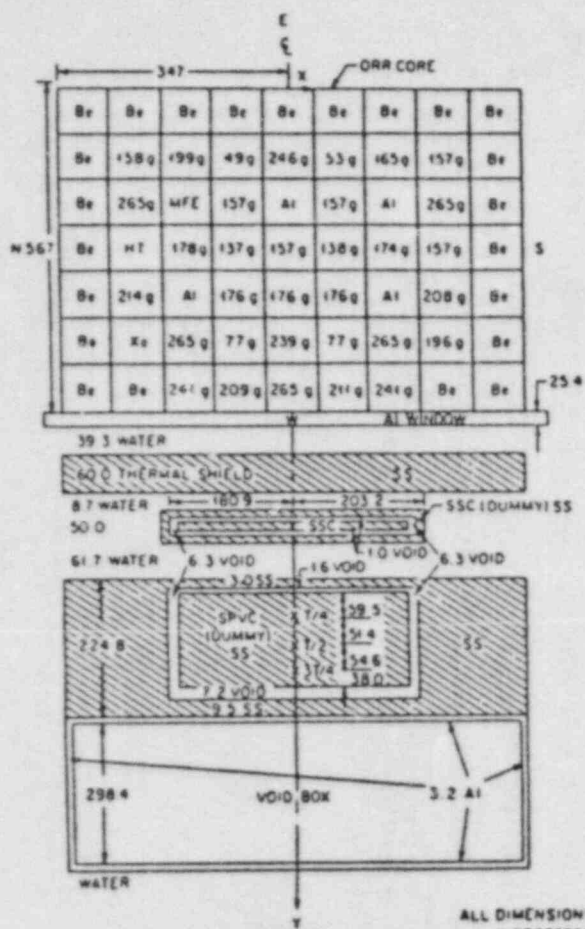 E
℄
347
X
ORR CORE
Be Be Be Be Be Be Be Be Be
Be 158g 199g 49g 246g 53g 165g 157g Be
Be 265g MFE 157g Al 157g Al 265g Be
N 567
Be HT 178g 137g 157g 138g 174g 157g Be
S
Be 214g Al 176g 176g 176g Al 208g Be
Be Xe 265g 77g 239g 77g 265g 196g Be
Be Be 241g 209g 265g 211g 241g Be Be
25.4
W
Al WINDOW
39.3 WATER
60.0 THERMAL SHIELD SS
8.7 WATER
180.9 203.2
SSC (DUMMY) SS
50.0
SSC
1.0 VOID
61.7 WATER
6.3 VOID
1.6 VOID
6.3 VOID
3.0 SS
SPVC
(DUMMY)
SS
T/4
59.5
T/2
51.4
3T/4
54.6
38.0
224.8
SS
7.2 VOID
9.5 SS
298.4
VOID BOX
3.2 Al
WATER
Y
ALL DIMENSION